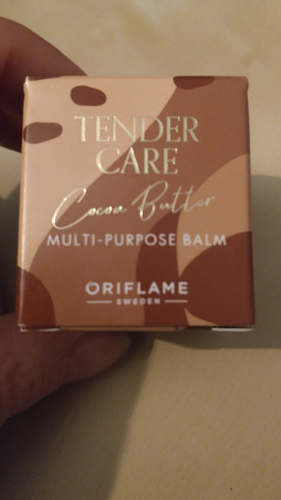 TENDER
CARE
Cocoa Butter
MULTI-PURPOSE BALM
ORIFLAME
SWEDEN